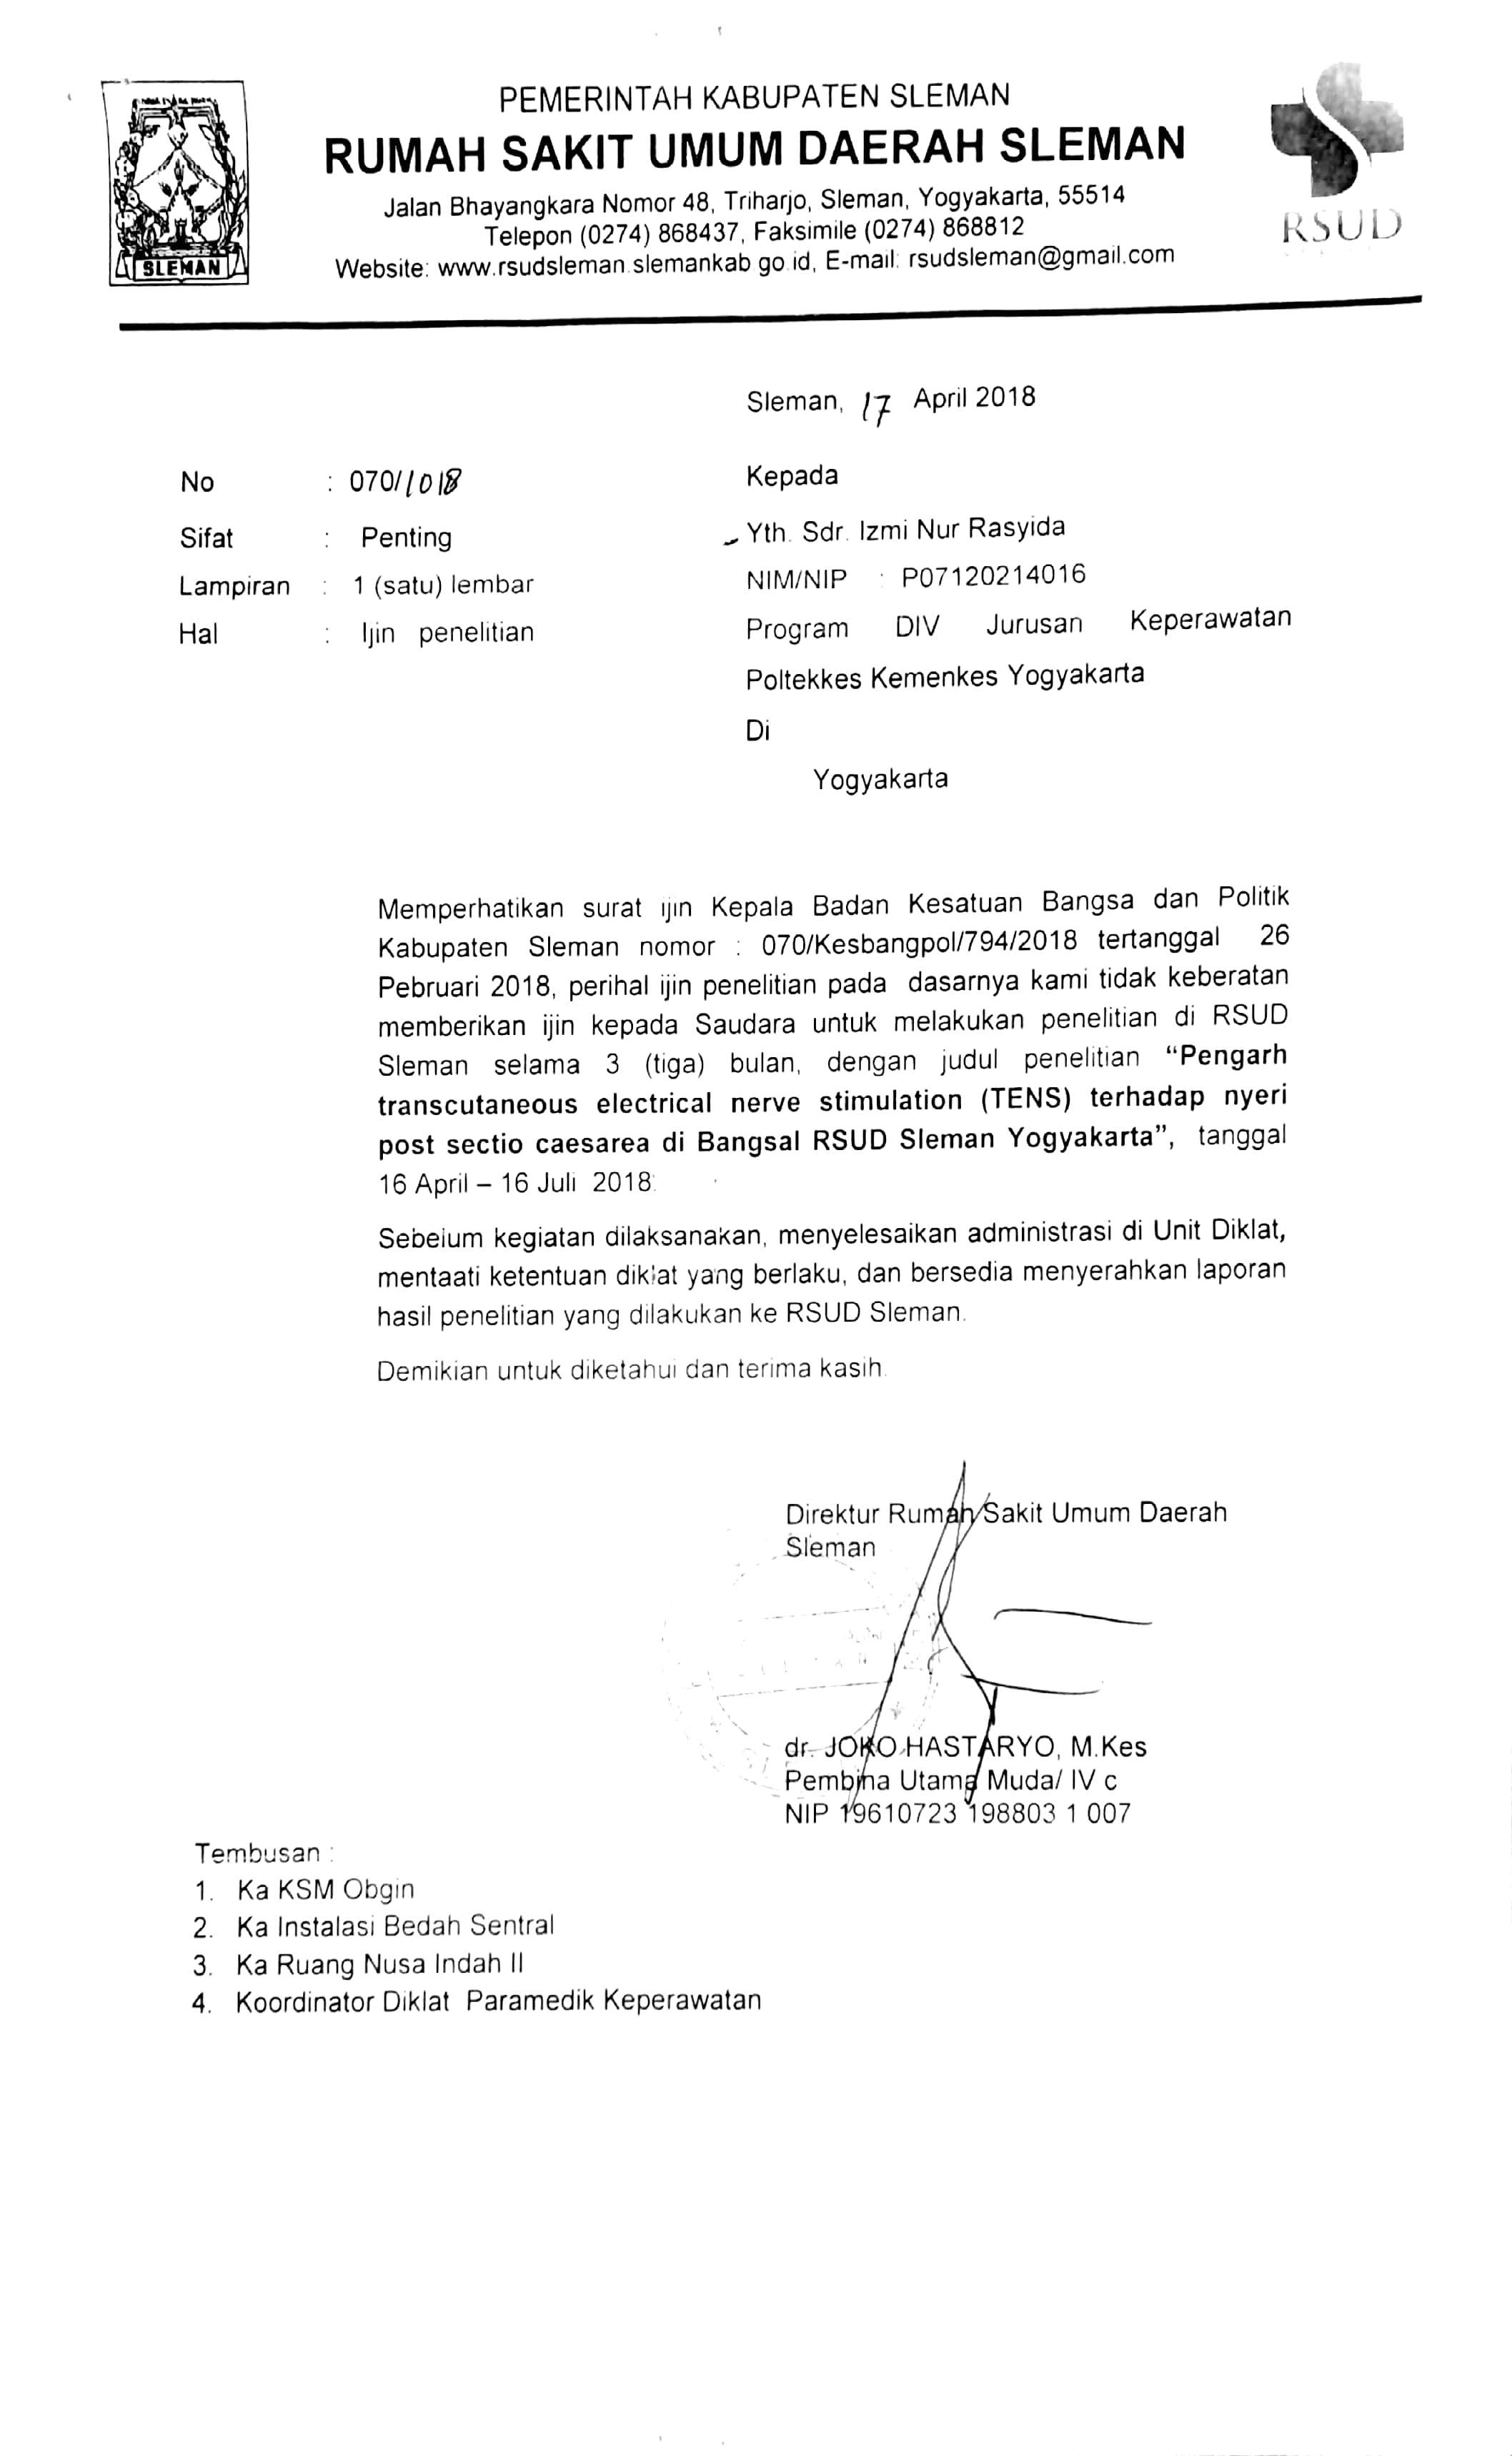 PEMERINTAH KABUPATEN SLEMAN
RUMAH SAKIT UMUM DAERAH SLEMAN
Jalan Bhayangkara Nomor 48, Triharjo, Sleman, Yogyakarta, 55514
Telepon (0274) 868437, Faksimile (0274) 868812
Website: www.rsudsleman.slemankab.go.id, E-mail: rsudsleman@gmail.com
SLEMAN
RSUD
Sleman, 17 April 2018
No : 070/1018
Sifat : Penting
Lampiran : 1 (satu) lembar
Hal : Ijin penelitian
Kepada
Yth. Sdr. Izmi Nur Rasyida
NIM/NIP : P07120214016
Program DIV Jurusan Keperawatan
Poltekkes Kemenkes Yogyakarta
Di
Yogyakarta
Memperhatikan surat ijin Kepala Badan Kesatuan Bangsa dan Politik
Kabupaten Sleman nomor : 070/Kesbangpol/794/2018 tertanggal 26
Pebruari 2018, perihal ijin penelitian pada dasarnya kami tidak keberatan
memberikan ijin kepada Saudara untuk melakukan penelitian di RSUD
Sleman selama 3 (tiga) bulan, dengan judul penelitian “Pengarh
transcutaneous electrical nerve stimulation (TENS) terhadap nyeri
post sectio caesarea di Bangsal RSUD Sleman Yogyakarta”, tanggal
16 April – 16 Juli 2018.
Sebelum kegiatan dilaksanakan, menyelesaikan administrasi di Unit Diklat,
mentaati ketentuan diklat yang berlaku, dan bersedia menyerahkan laporan
hasil penelitian yang dilakukan ke RSUD Sleman.
Demikian untuk diketahui dan terima kasih.
Direktur Rumah Sakit Umum Daerah
Sleman
dr. JOKO HASTARYO, M.Kes
Pembina Utama Muda/ IV c
NIP 19610723 198803 1 007
Tembusan :
1. Ka KSM Obgin
2. Ka Instalasi Bedah Sentral
3. Ka Ruang Nusa Indah II
4. Koordinator Diklat Paramedik Keperawatan